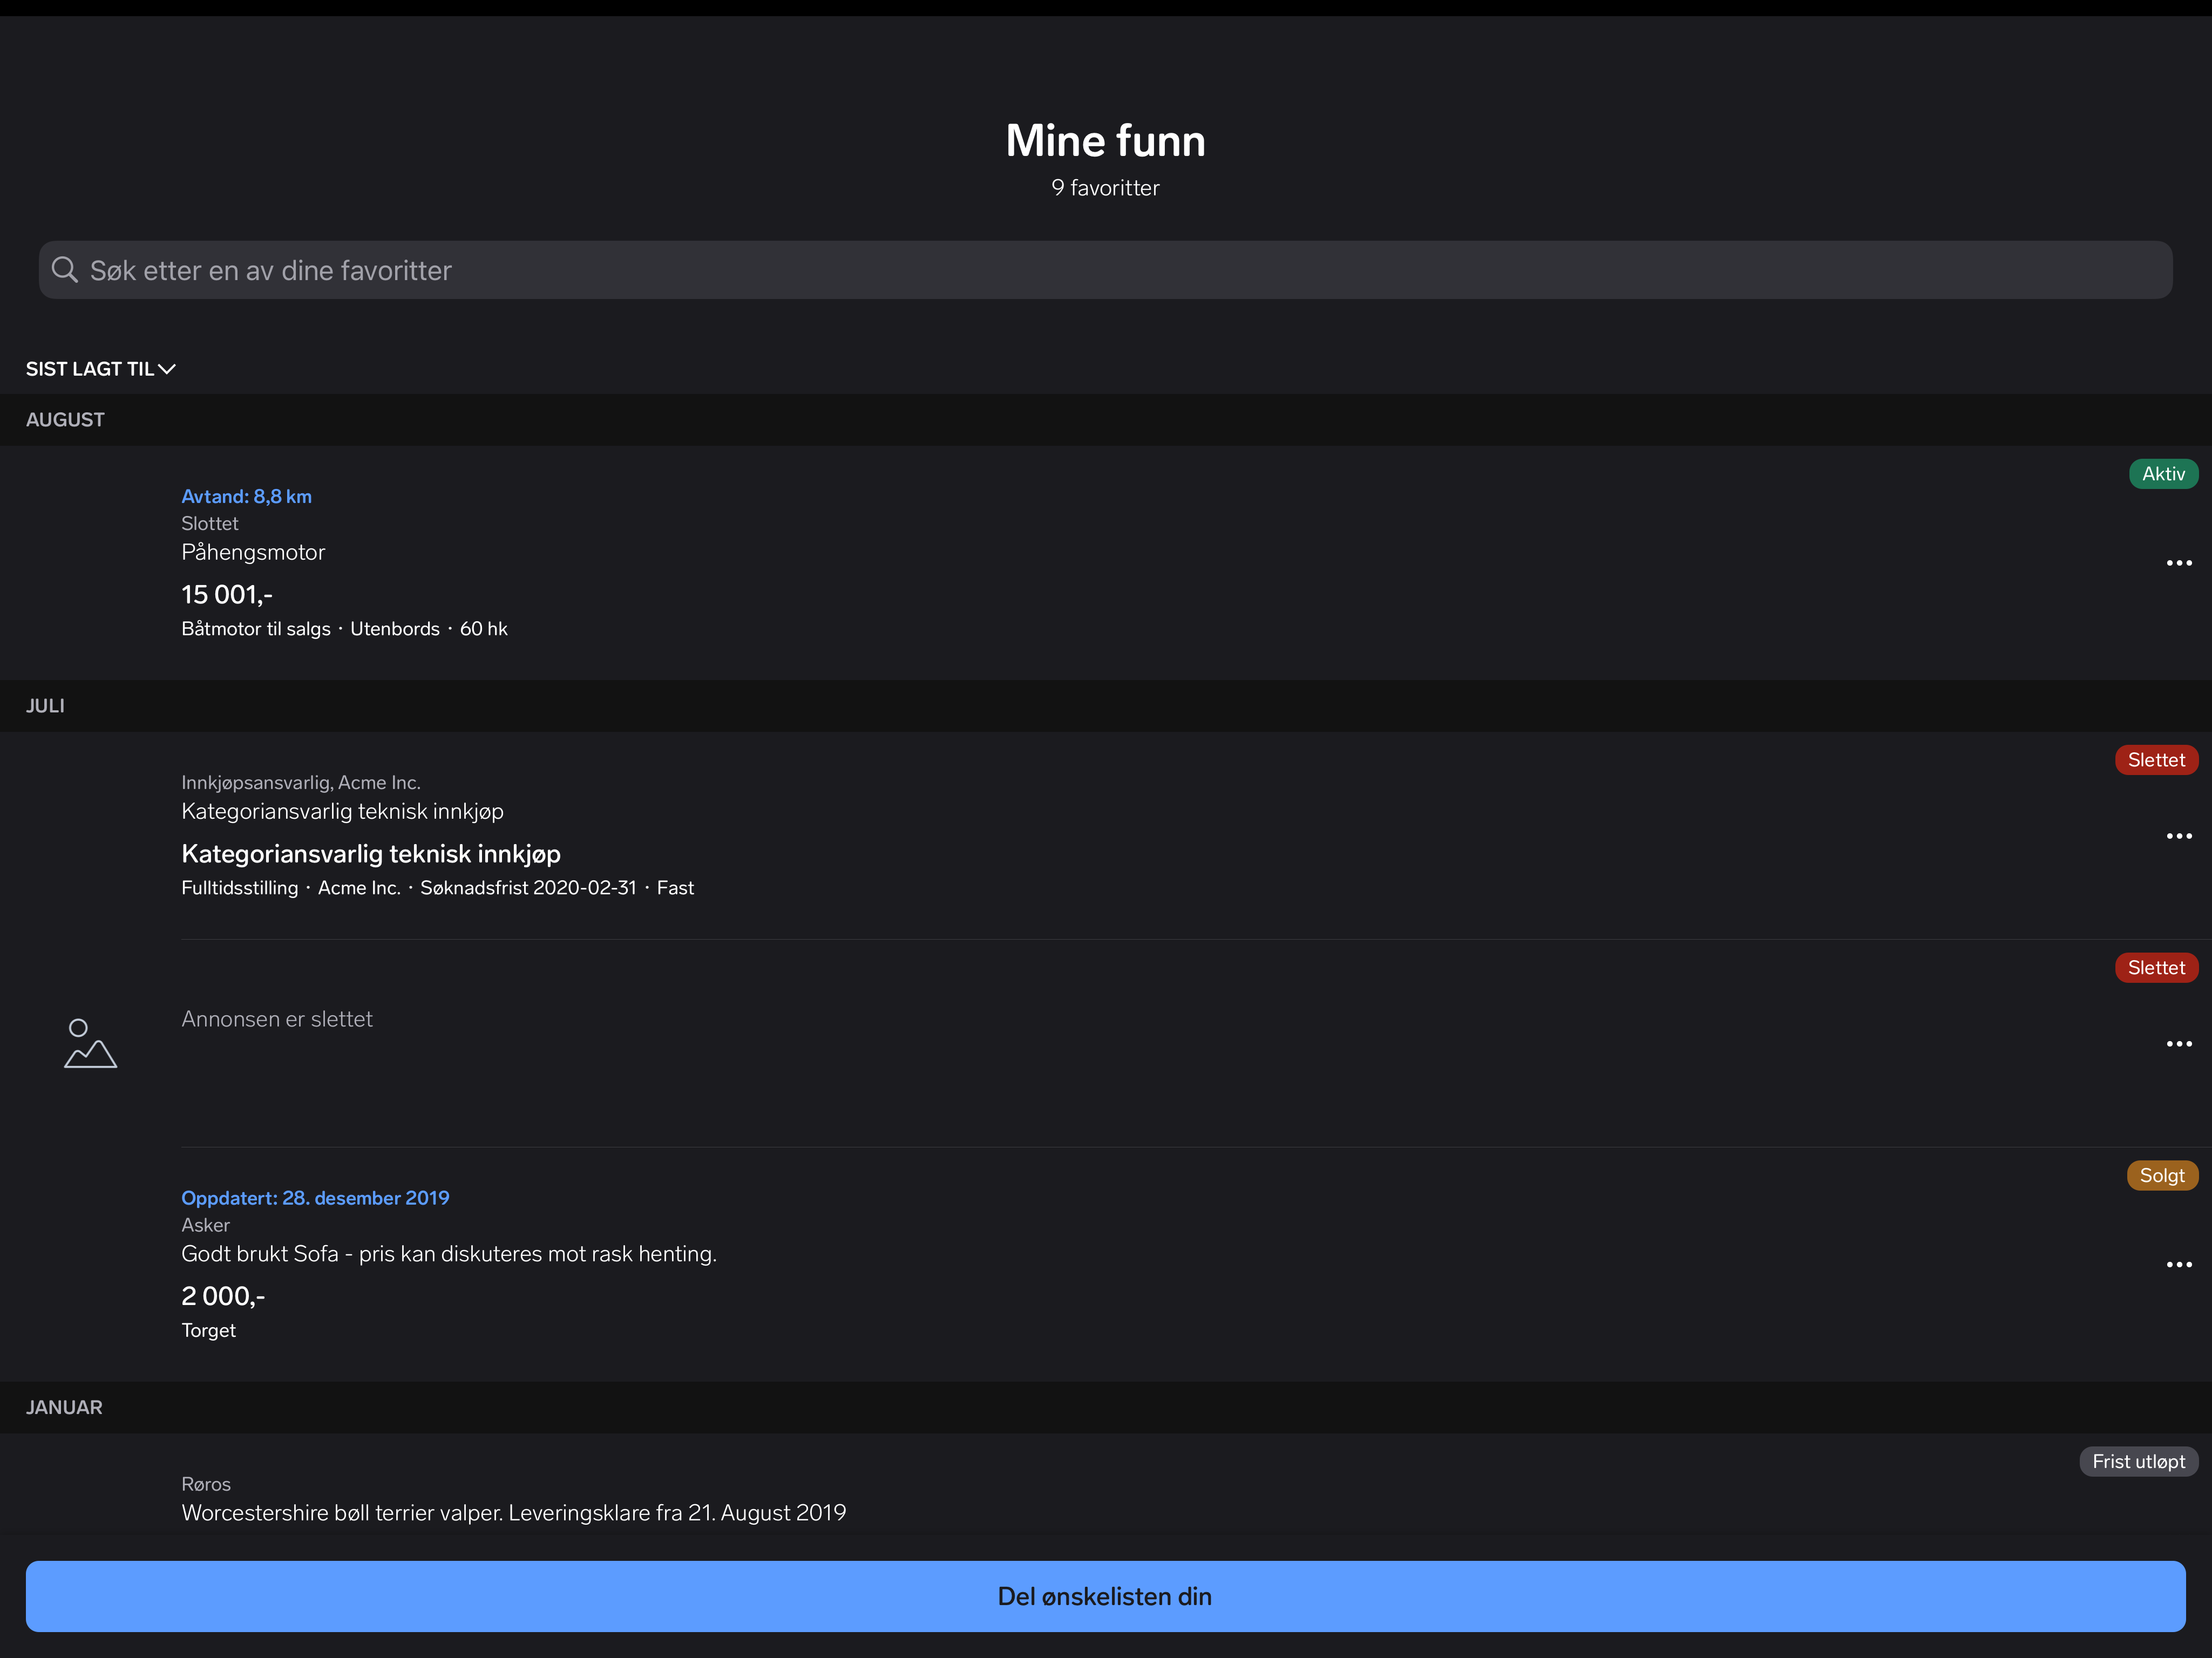 Mine funn
9 favoritter
Søk etter en av dine favoritter
SIST LAGT TIL
AUGUST
Aktiv
Avtand: 8,8 km
Slottet
Påhengsmotor
15 001,-
Båtmotor til salgs · Utenbords · 60 hk
JULI
Slettet
Innkjøpsansvarlig, Acme Inc.
Kategoriansvarlig teknisk innkjøp
Kategoriansvarlig teknisk innkjøp
Fulltidsstilling · Acme Inc. · Søknadsfrist 2020-02-31 · Fast
Slettet
Annonsen er slettet
Solgt
Oppdatert: 28. desember 2019
Asker
Godt brukt Sofa - pris kan diskuteres mot rask henting.
2 000,-
Torget
JANUAR
Frist utløpt
Røros
Worcestershire bøll terrier valper. Leveringsklare fra 21. August 2019
Del ønskelisten din